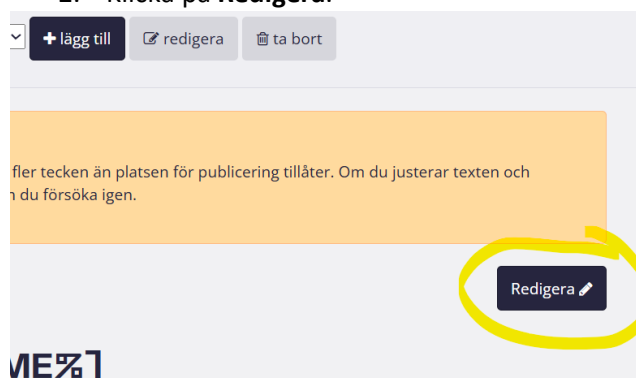 Klicka på Redigera.
+ lägg till redigera ta bort
fler tecken än platsen för publicering tillåter. Om du justerar texten och
du försöka igen.
Redigera
ME%]